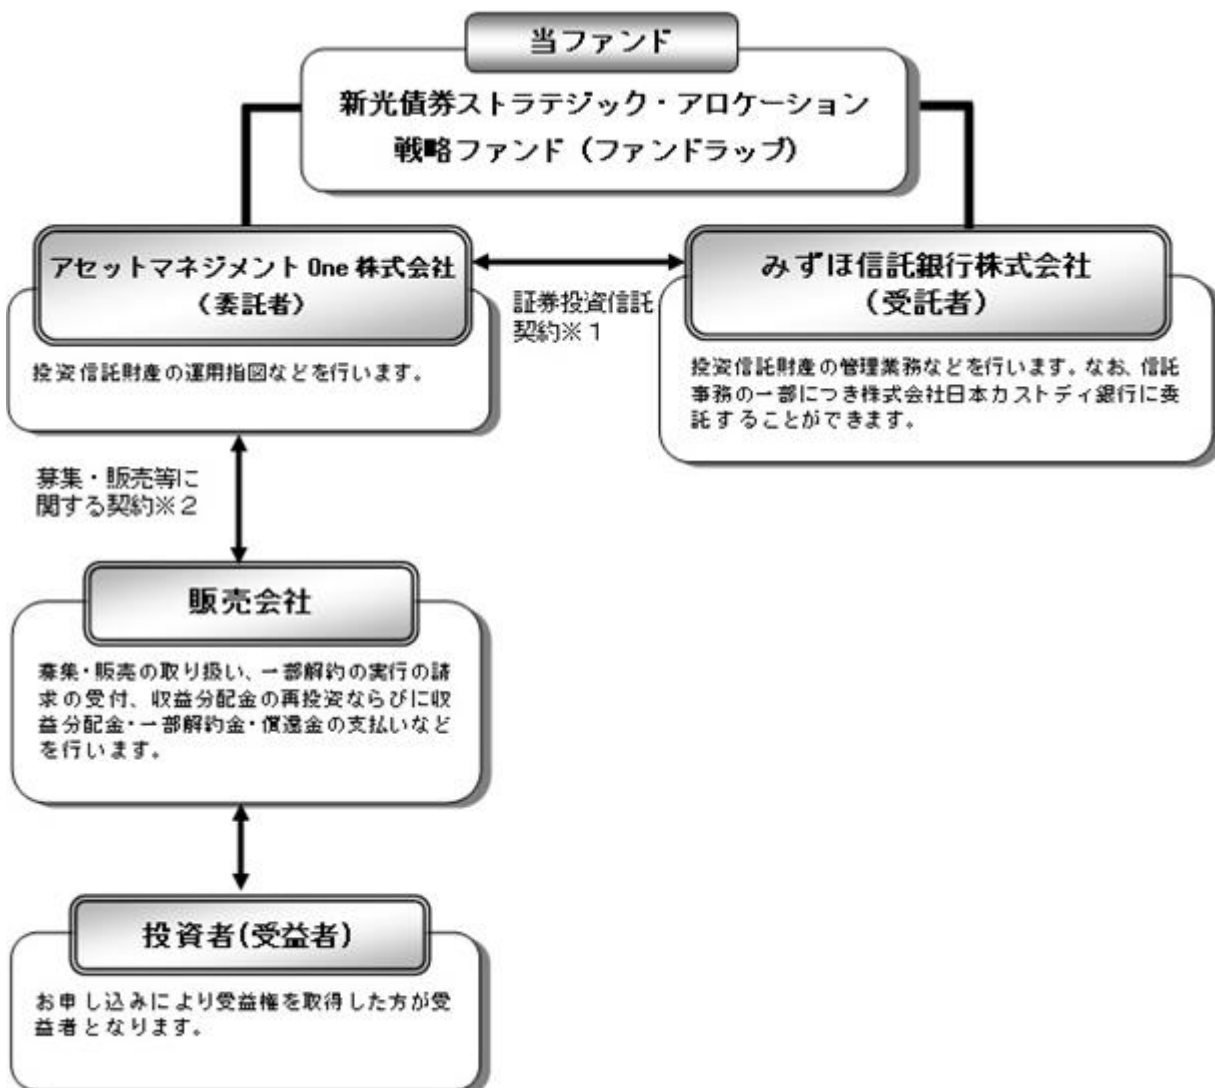 当ファンド
新光債券ストラテジック・アロケーション
戦略ファンド（ファンドラップ）
アセットマネジメント One 株式会社
（委託者）
投資信託財産の運用指図などを行います。
証券投資信託
契約※１
みずほ信託銀行株式会社
（受託者）
投資信託財産の管理業務などを行います。なお、信託
事務の一部につき株式会社日本カストディ銀行に委
託することができます。
募集・販売等に
関する契約※２
販売会社
募集・販売の取り扱い、一部解約の実行の請
求の受付、収益分配金の再投資ならびに収
益分配金・一部解約金・償還金の支払いなど
を行います。
投資者(受益者)
お申し込みにより受益権を取得した方が受
益者となります。